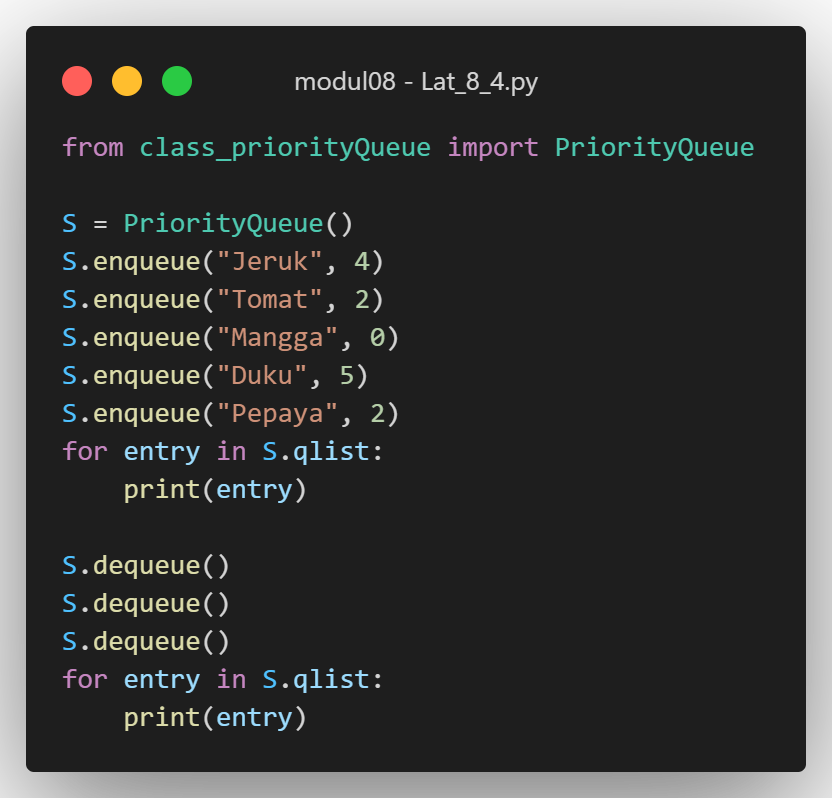 modul08 - Lat_8_4.py
from class_priorityQueue import PriorityQueue
S = PriorityQueue()
S.enqueue("Jeruk", 4)
S.enqueue("Tomat", 2)
S.enqueue("Mangga", 0)
S.enqueue("Duku", 5)
S.enqueue("Pepaya", 2)
for entry in S.qlist:
    print(entry)
S.dequeue()
S.dequeue()
S.dequeue()
for entry in S.qlist:
    print(entry)